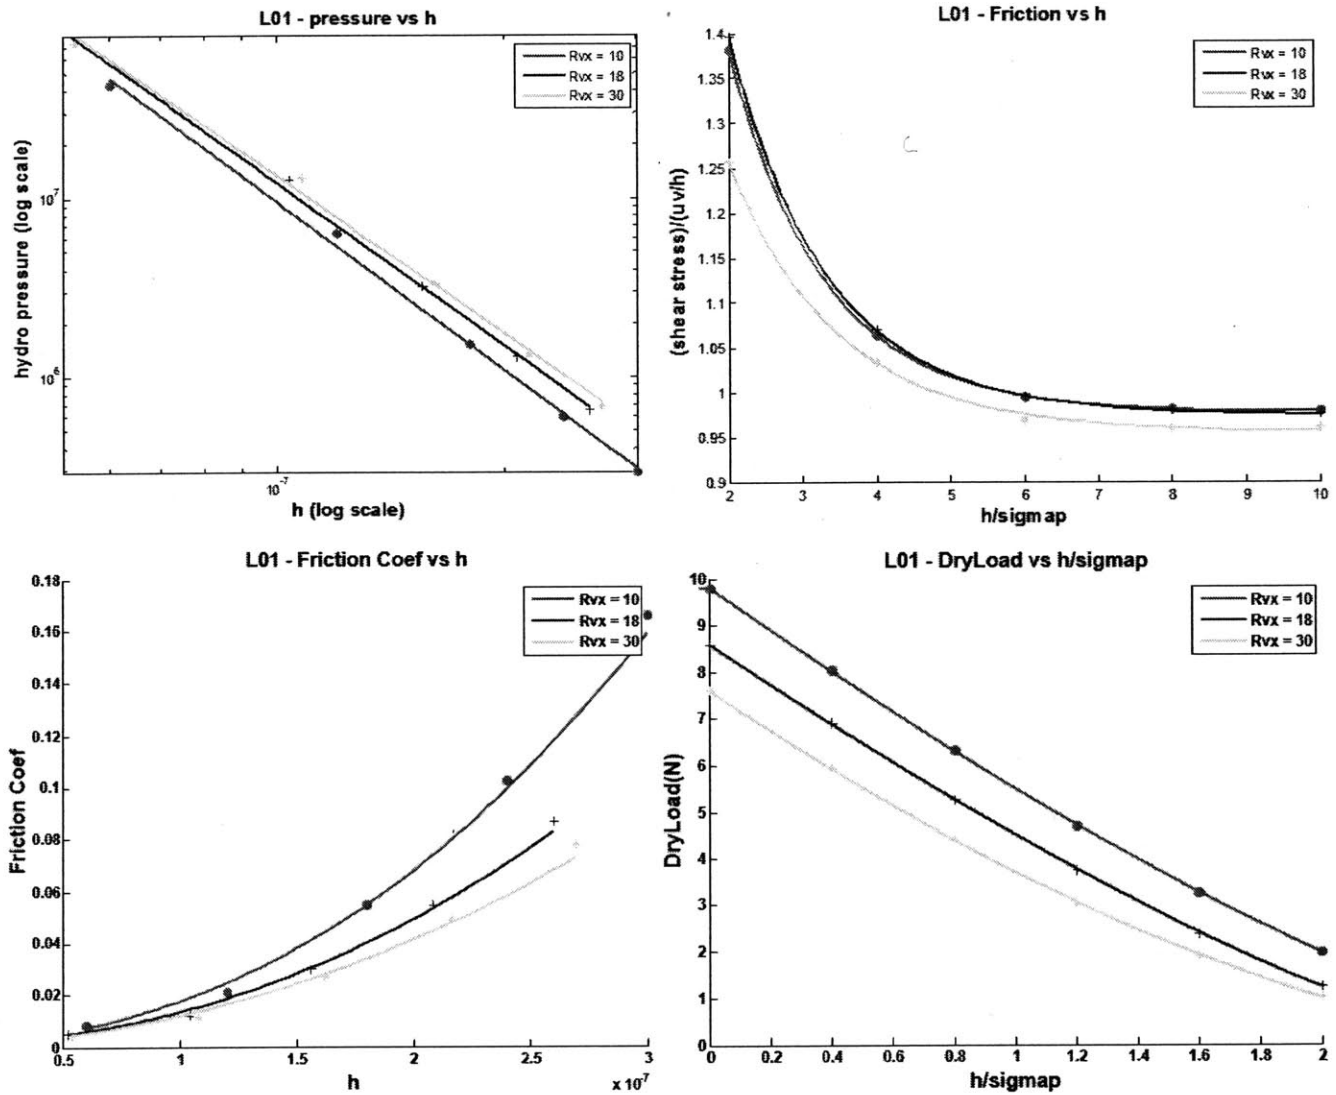 L01 - pressure vs h
Rvx = 10
Rvx = 18
Rvx = 30
hydro pressure (log scale)
10^7
10^6
10^-7
h (log scale)
L01 - Friction vs h
Rvx = 10
Rvx = 18
Rvx = 30
(shear stress)/(uv/h)
1.4
1.35
1.3
1.25
1.2
1.15
1.1
1.05
1
0.95
0.9
2 3 4 5 6 7 8 9 10
h/sigmap
L01 - Friction Coef vs h
Rvx = 10
Rvx = 18
Rvx = 30
Friction Coef
0.18
0.16
0.14
0.12
0.1
0.08
0.06
0.04
0.02
0
0.5 1 1.5 2 2.5 3
h
x 10^-7
L01 - DryLoad vs h/sigmap
Rvx = 10
Rvx = 18
Rvx = 30
DryLoad(N)
10
9
8
7
6
5
4
3
2
1
0
0 0.2 0.4 0.6 0.8 1 1.2 1.4 1.6 1.8 2
h/sigmap